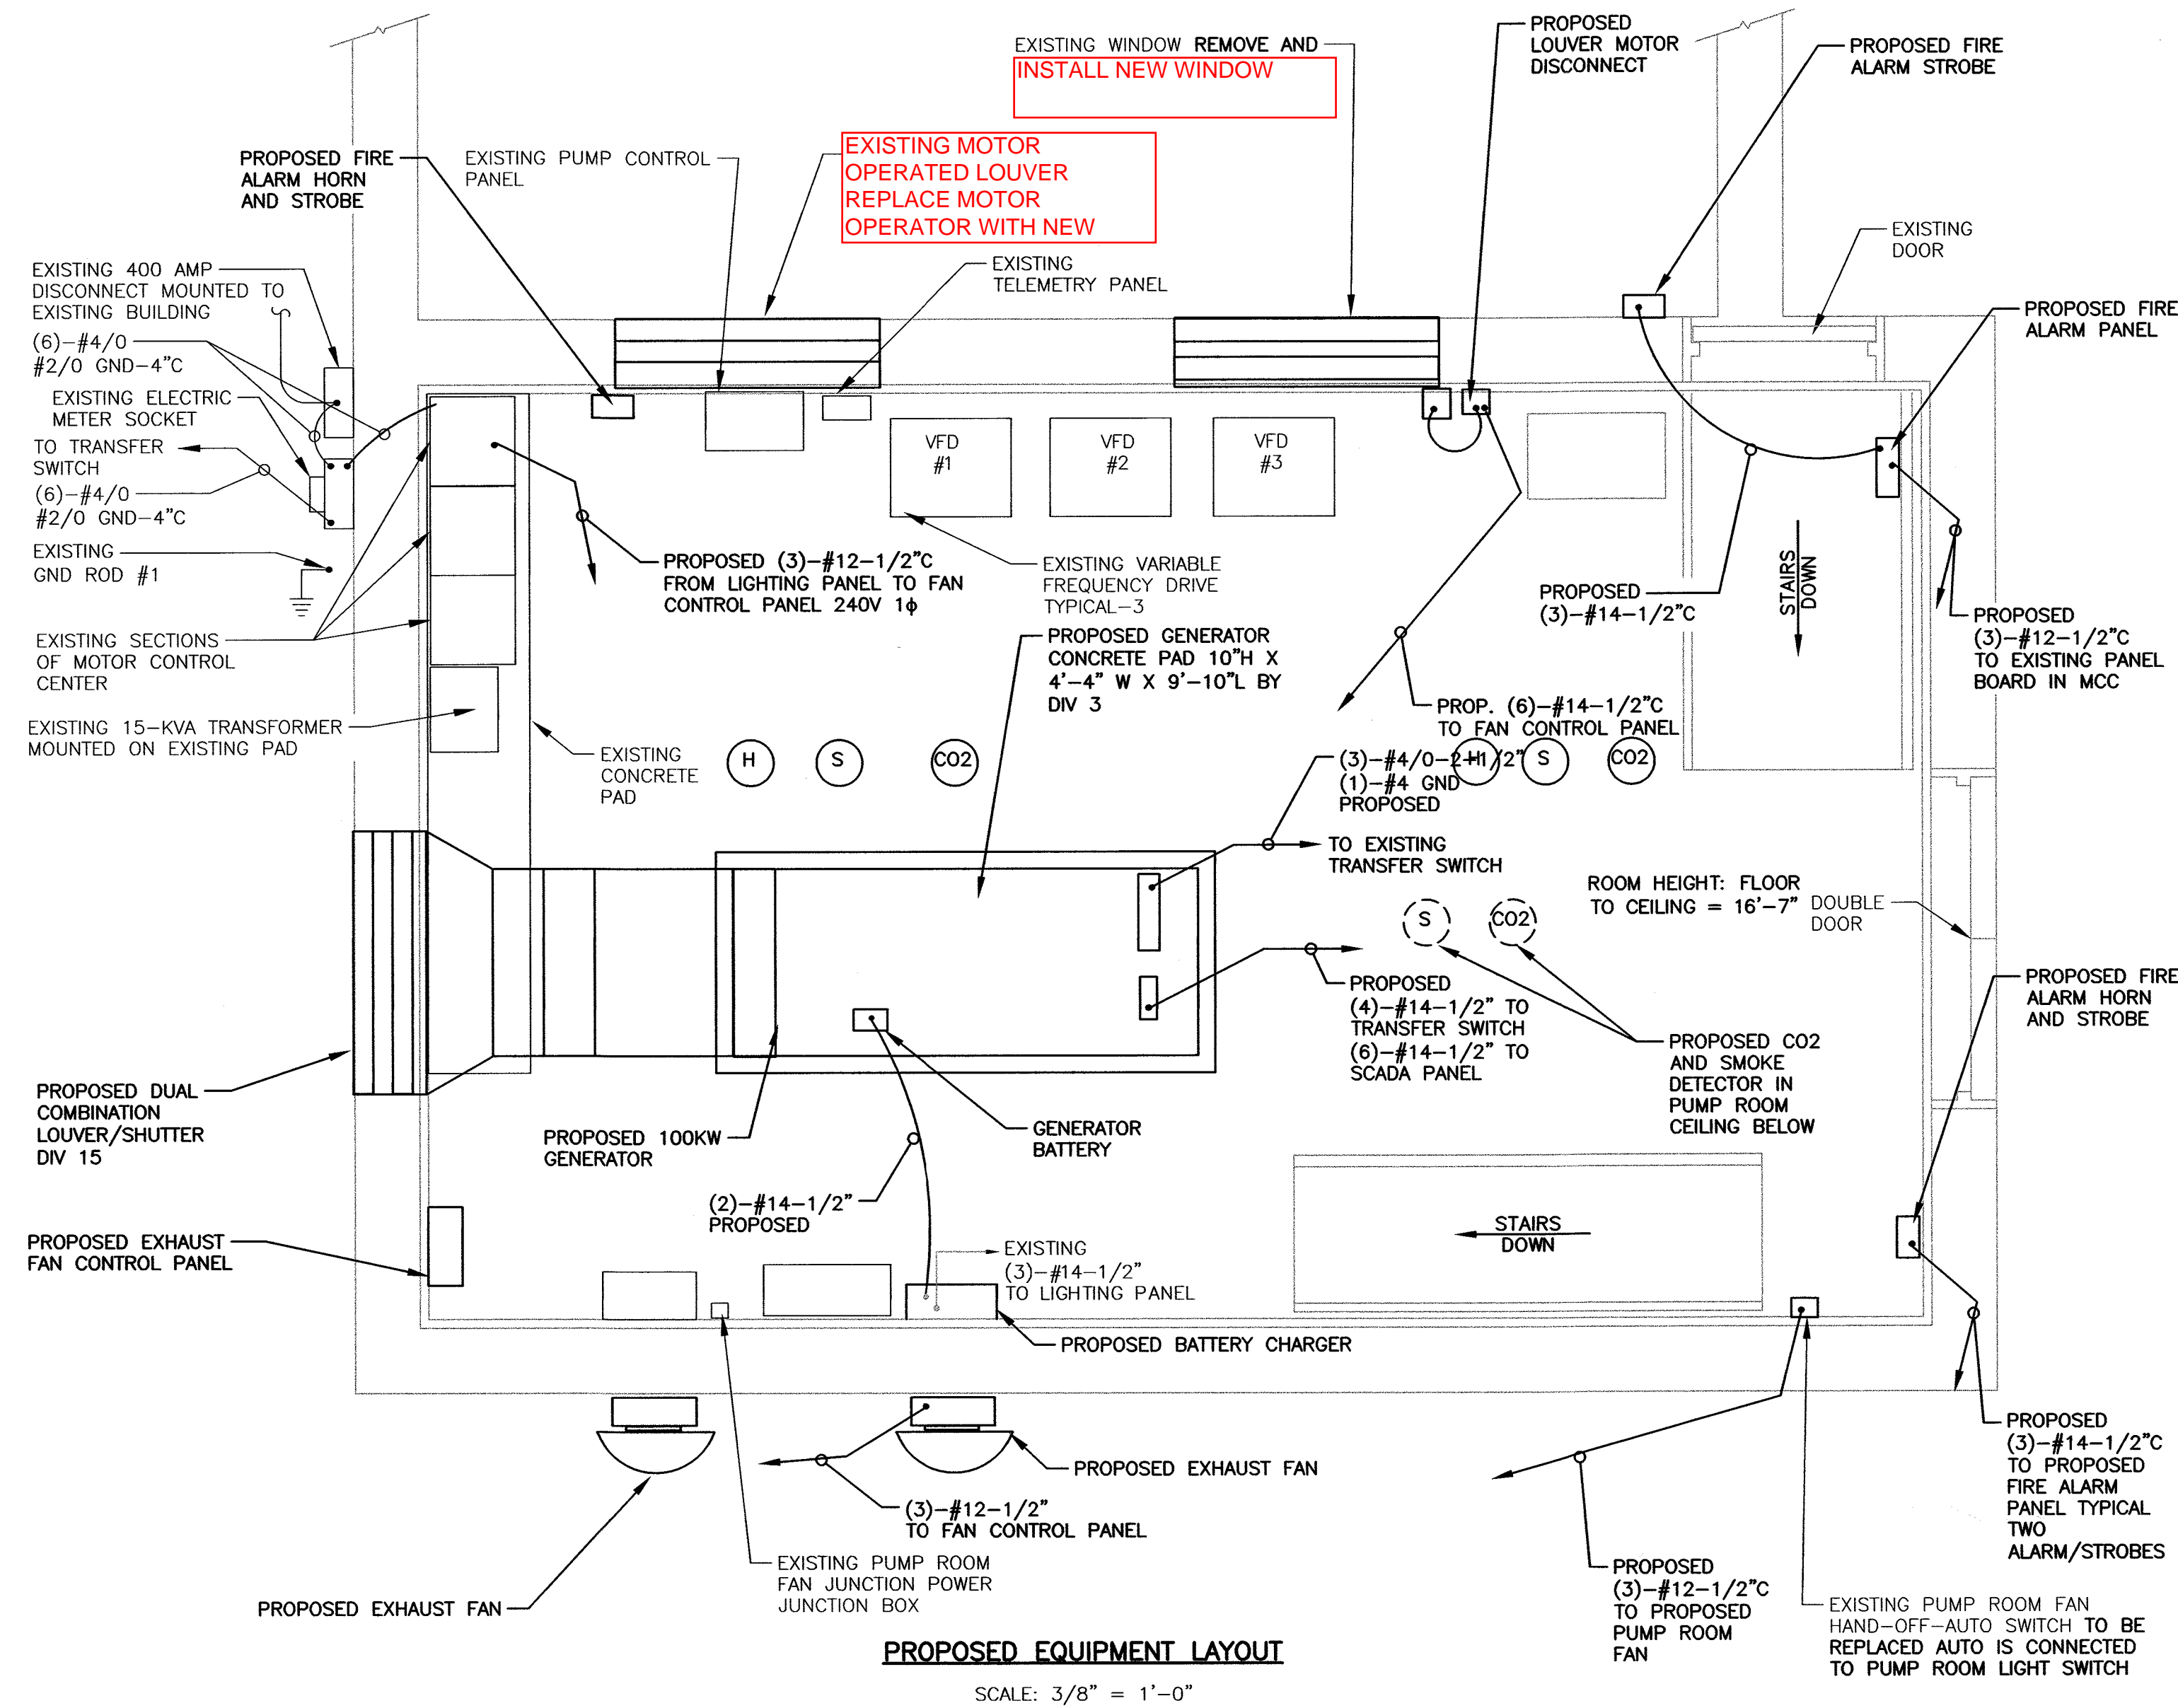 EXISTING WINDOW REMOVE AND
INSTALL NEW WINDOW
PROPOSED
LOUVER MOTOR
DISCONNECT
PROPOSED FIRE
ALARM STROBE
PROPOSED FIRE
ALARM HORN
AND STROBE
EXISTING PUMP CONTROL
PANEL
EXISTING MOTOR
OPERATED LOUVER
REPLACE MOTOR
OPERATOR WITH NEW
EXISTING
TELEMETRY PANEL
EXISTING
DOOR
PROPOSED FIRE
ALARM PANEL
EXISTING 400 AMP
DISCONNECT MOUNTED TO
EXISTING BUILDING
(6)-#4/0
#2/0 GND-4"C
EXISTING ELECTRIC
METER SOCKET
TO TRANSFER
SWITCH
(6)-#4/0
#2/0 GND-4"C
EXISTING
GND ROD #1
EXISTING SECTIONS
OF MOTOR CONTROL
CENTER
EXISTING 15-KVA TRANSFORMER
MOUNTED ON EXISTING PAD
VFD
#1
VFD
#2
VFD
#3
PROPOSED (3)-#12-1/2"C
FROM LIGHTING PANEL TO FAN
CONTROL PANEL 240V 1ϕ
EXISTING VARIABLE
FREQUENCY DRIVE
TYPICAL-3
PROPOSED GENERATOR
CONCRETE PAD 10"H X
4'-4" W X 9'-10"L BY
DIV 3
PROPOSED
(3)-#14-1/2"C
STAIRS
DOWN
PROPOSED
(3)-#12-1/2"C
TO EXISTING PANEL
BOARD IN MCC
PROP. (6)-#14-1/2"C
TO FAN CONTROL PANEL
EXISTING
CONCRETE
PAD
H
S
CO2
(3)-#4/0-2-1/2"
(1)-#4 GND
PROPOSED
H
S
CO2
TO EXISTING
TRANSFER SWITCH
ROOM HEIGHT: FLOOR
TO CEILING = 16'-7"
DOUBLE
DOOR
S
CO2
PROPOSED
(4)-#14-1/2" TO
TRANSFER SWITCH
(6)-#14-1/2" TO
SCADA PANEL
PROPOSED CO2
AND SMOKE
DETECTOR IN
PUMP ROOM
CEILING BELOW
PROPOSED FIRE
ALARM HORN
AND STROBE
PROPOSED DUAL
COMBINATION
LOUVER/SHUTTER
DIV 15
PROPOSED 100KW
GENERATOR
GENERATOR
BATTERY
(2)-#14-1/2"
PROPOSED
PROPOSED EXHAUST
FAN CONTROL PANEL
EXISTING
(3)-#14-1/2"
TO LIGHTING PANEL
STAIRS
DOWN
PROPOSED BATTERY CHARGER
PROPOSED EXHAUST FAN
(3)-#12-1/2"
TO FAN CONTROL PANEL
PROPOSED
(3)-#14-1/2"C
TO PROPOSED
FIRE ALARM
PANEL TYPICAL
TWO
ALARM/STROBES
EXISTING PUMP ROOM
FAN JUNCTION POWER
JUNCTION BOX
PROPOSED EXHAUST FAN
PROPOSED
(3)-#12-1/2"C
TO PROPOSED
PUMP ROOM
FAN
EXISTING PUMP ROOM FAN
HAND-OFF-AUTO SWITCH TO BE
REPLACED AUTO IS CONNECTED
TO PUMP ROOM LIGHT SWITCH
PROPOSED EQUIPMENT LAYOUT
SCALE: 3/8" = 1'-0"